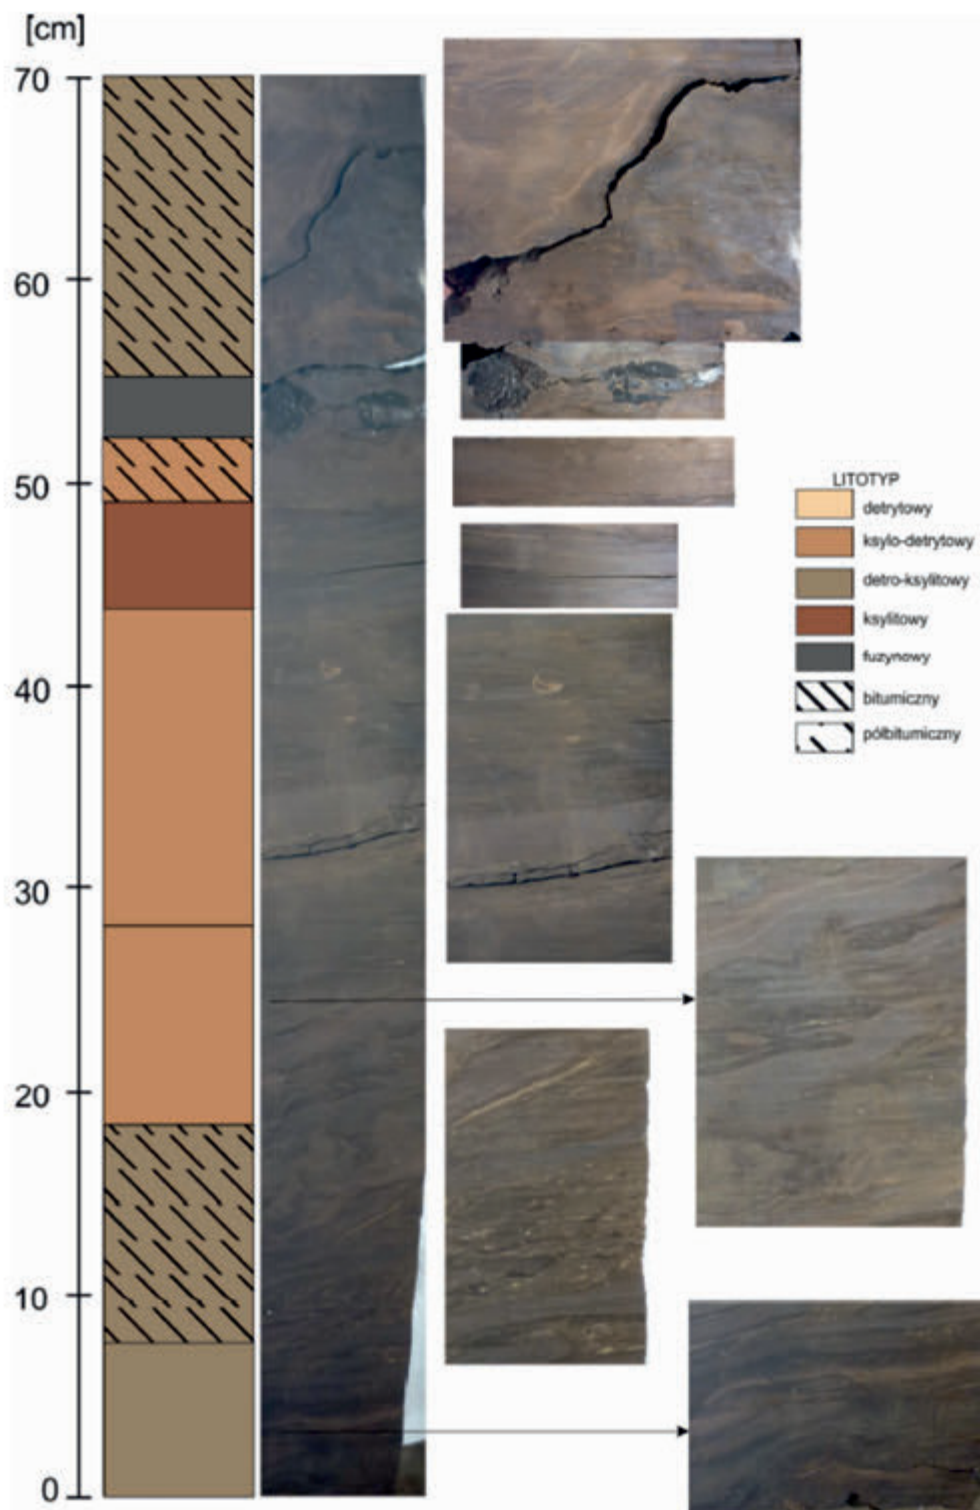 [cm]
70
60
50
40
30
20
10
0
LITOTYP
detrytowy
ksylo-detrytowy
detro-ksylitowy
ksylitowy
fuzynowy
bitumiczny
półbitumiczny